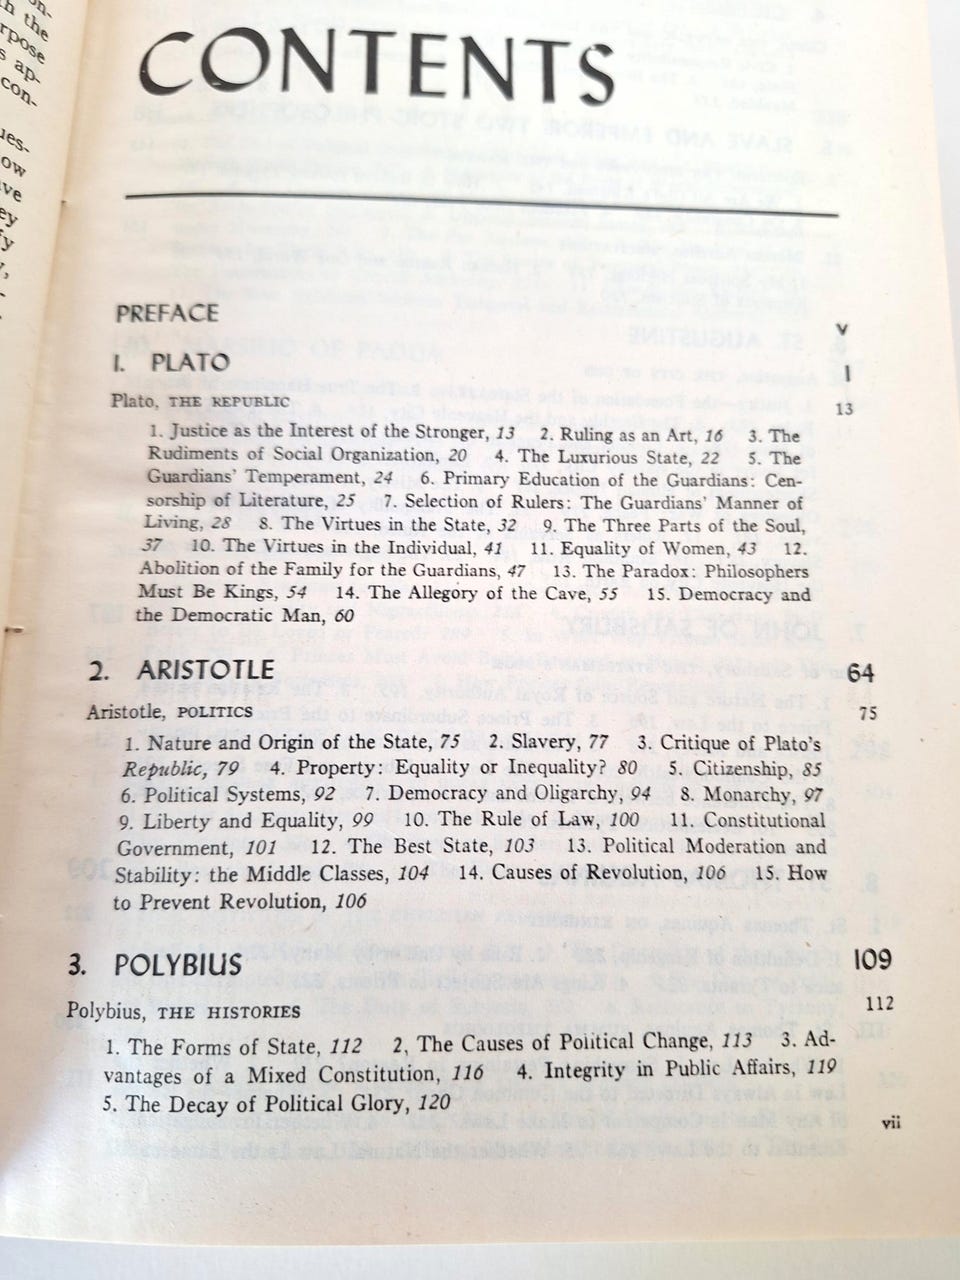 CONTENTS
PREFACE v
1. PLATO 1
Plato, THE REPUBLIC 13
1. Justice as the Interest of the Stronger, 13 2. Ruling as an Art, 16 3. The
Rudiments of Social Organization, 20 4. The Luxurious State, 22 5. The
Guardians' Temperament, 24 6. Primary Education of the Guardians: Cen-
sorship of Literature, 25 7. Selection of Rulers: The Guardians' Manner of
Living, 28 8. The Virtues in the State, 32 9. The Three Parts of the Soul,
37 10. The Virtues in the Individual, 41 11. Equality of Women, 43 12.
Abolition of the Family for the Guardians, 47 13. The Paradox: Philosophers
Must Be Kings, 54 14. The Allegory of the Cave, 55 15. Democracy and
the Democratic Man, 60
2. ARISTOTLE 64
Aristotle, POLITICS 75
1. Nature and Origin of the State, 75 2. Slavery, 77 3. Critique of Plato's
Republic, 79 4. Property: Equality or Inequality? 80 5. Citizenship, 85
6. Political Systems, 92 7. Democracy and Oligarchy, 94 8. Monarchy, 97
9. Liberty and Equality, 99 10. The Rule of Law, 100 11. Constitutional
Government, 101 12. The Best State, 103 13. Political Moderation and
Stability: the Middle Classes, 104 14. Causes of Revolution, 106 15. How
to Prevent Revolution, 106
3. POLYBIUS 109
Polybius, THE HISTORIES 112
1. The Forms of State, 112 2, The Causes of Political Change, 113 3. Ad-
vantages of a Mixed Constitution, 116 4. Integrity in Public Affairs, 119
5. The Decay of Political Glory, 120
vii